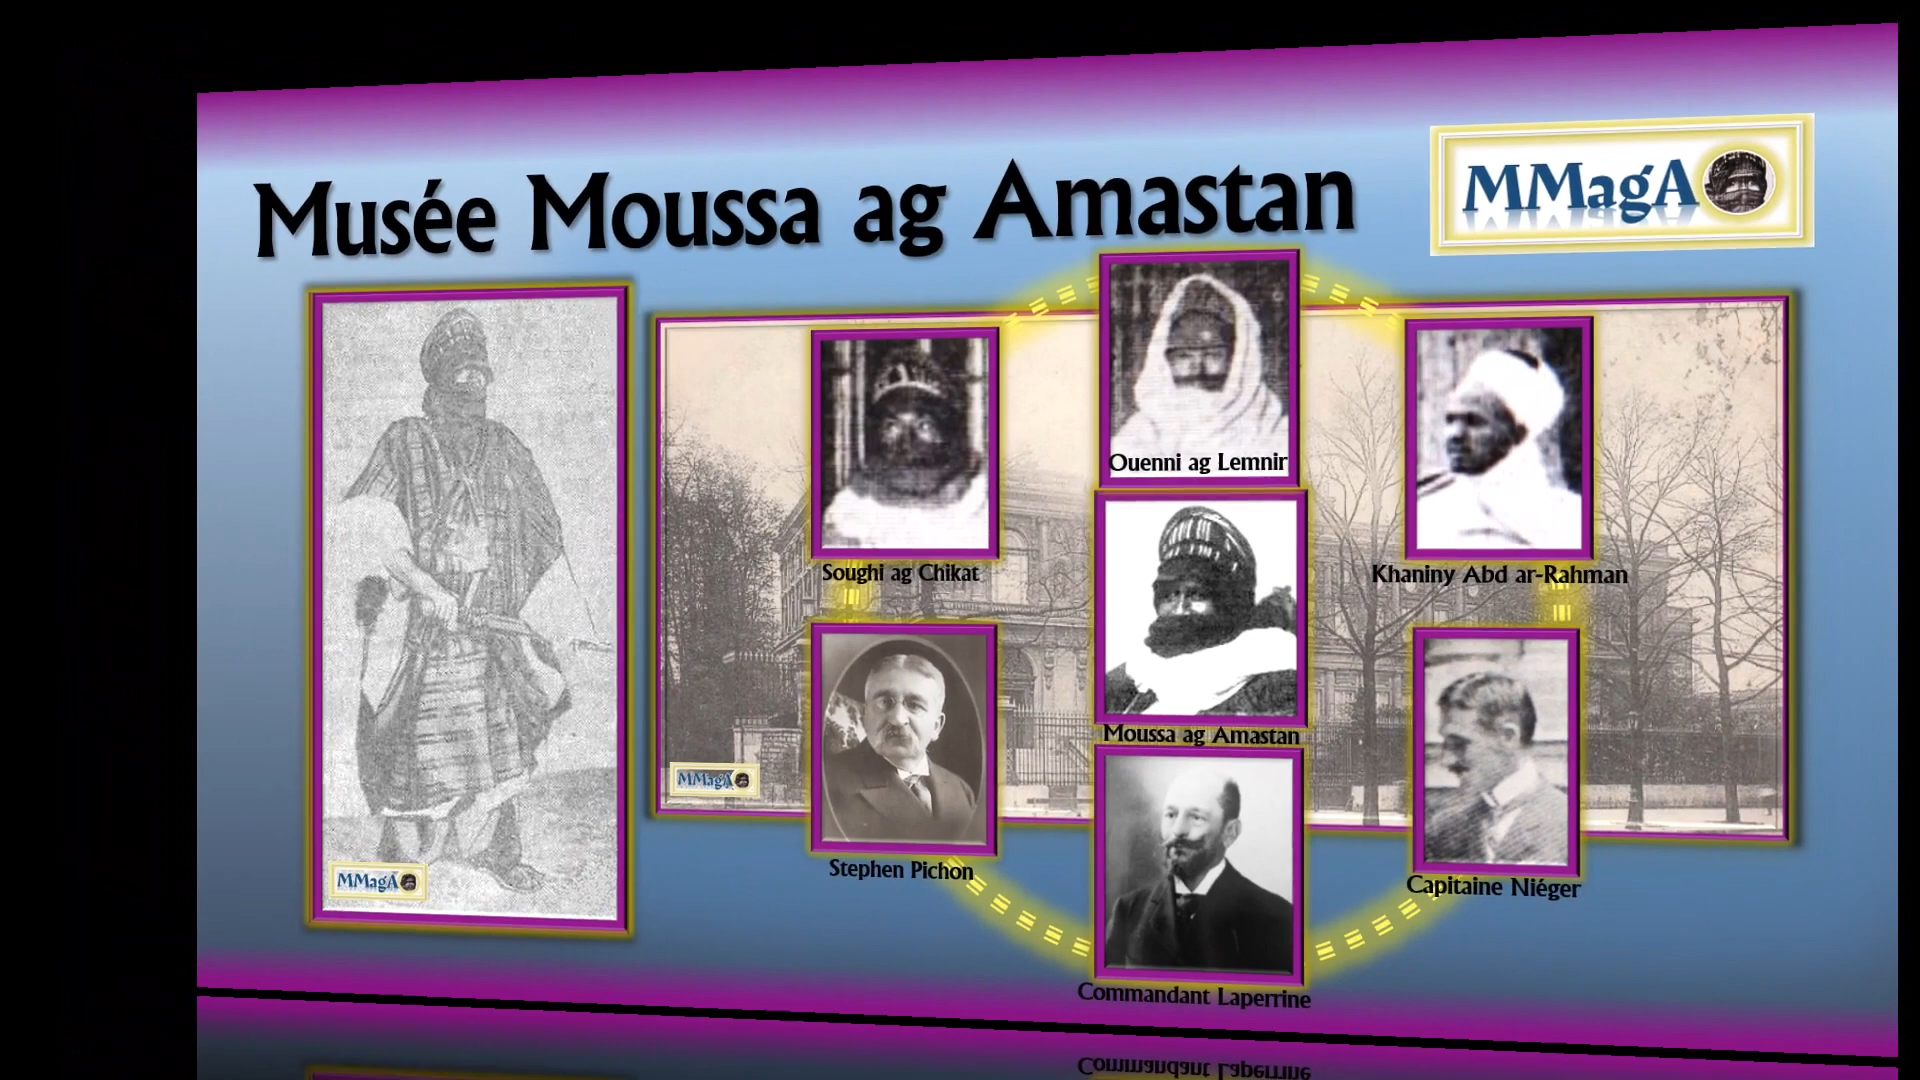 Musée Moussa ag Amastan
MMagA
Ouenni ag Lemnir
Soughi ag Chikat
Khaniny Abd ar-Rahman
Moussa ag Amastan
MMagA
Stephen Pichon
MMagA
Capitaine Niéger
Commandant Laperrine
Commandant Laperrine